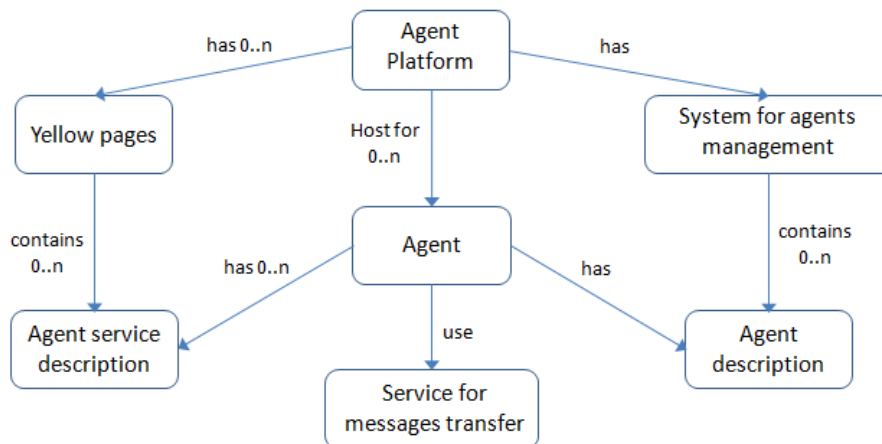 Agent
Platform
has 0..n
has
Yellow pages
Host for
0..n
System for agents
management
contains
0..n
Agent
has 0..n
has
contains
0..n
Agent service
description
use
Agent
description
Service for
messages transfer